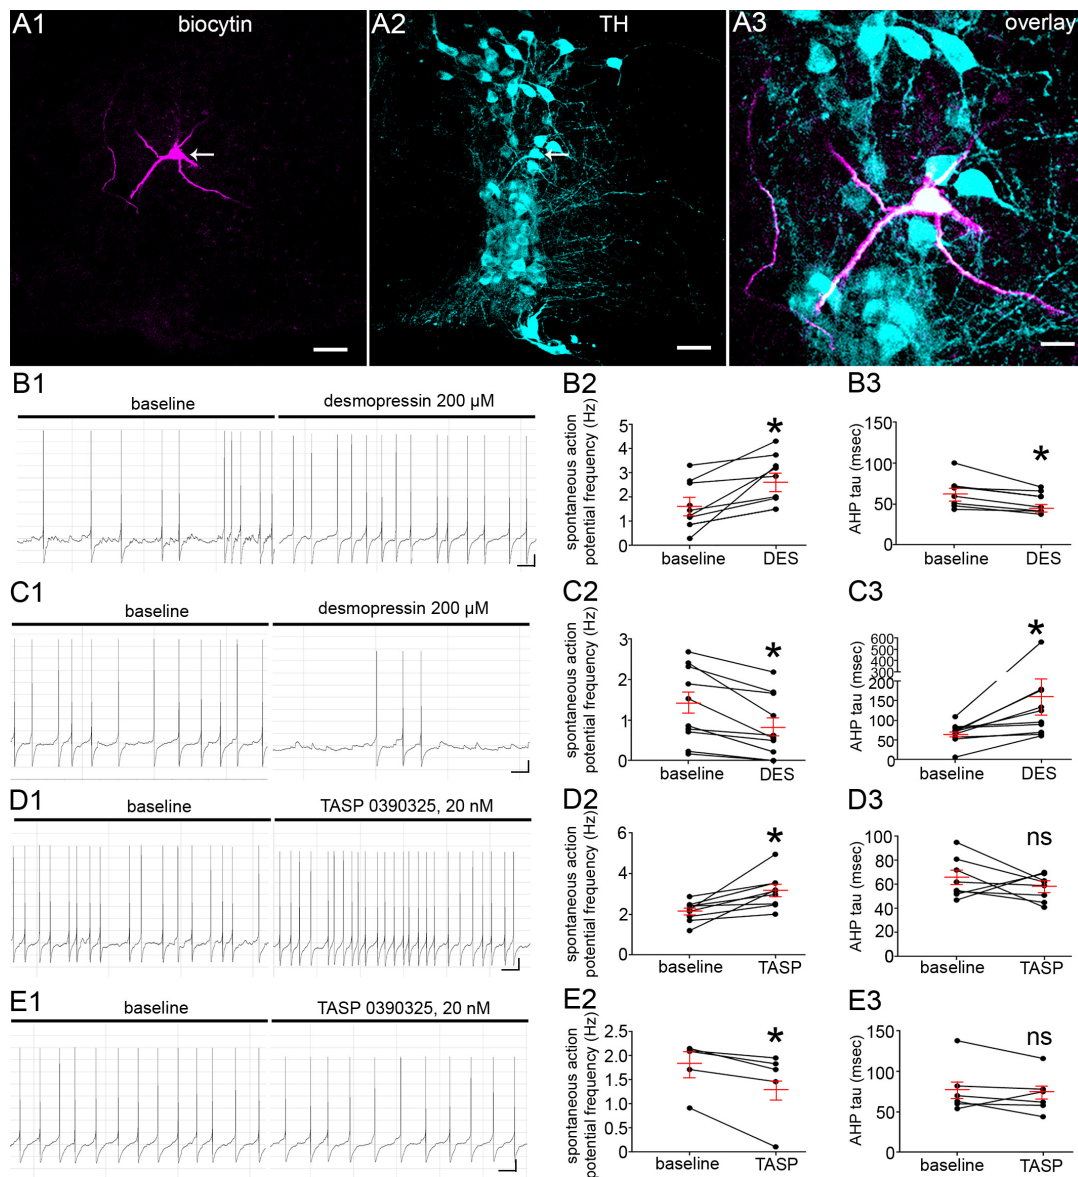 A1 biocytin
A2 TH
A3 overlay
B1
baseline
desmopressin 200 µM
B2
spontaneous action
potential frequency (Hz)
5
4
3
2
1
0
baseline
DES
*
B3
AHP tau (msec)
150
100
50
0
baseline
DES
*
C1
baseline
desmopressin 200 µM
C2
spontaneous action
potential frequency (Hz)
3
2
1
0
baseline
DES
*
C3
AHP tau (msec)
600
500
400
300
200
150
100
50
0
baseline
DES
*
D1
baseline
TASP 0390325, 20 nM
D2
spontaneous action
potential frequency (Hz)
6
4
2
0
baseline
TASP
*
D3
AHP tau (msec)
100
80
60
40
20
0
baseline
TASP
ns
E1
baseline
TASP 0390325, 20 nM
E2
spontaneous action
potential frequency (Hz)
2.5
2.0
1.5
1.0
0.5
0
baseline
TASP
*
E3
AHP tau (msec)
150
100
50
0
baseline
TASP
ns